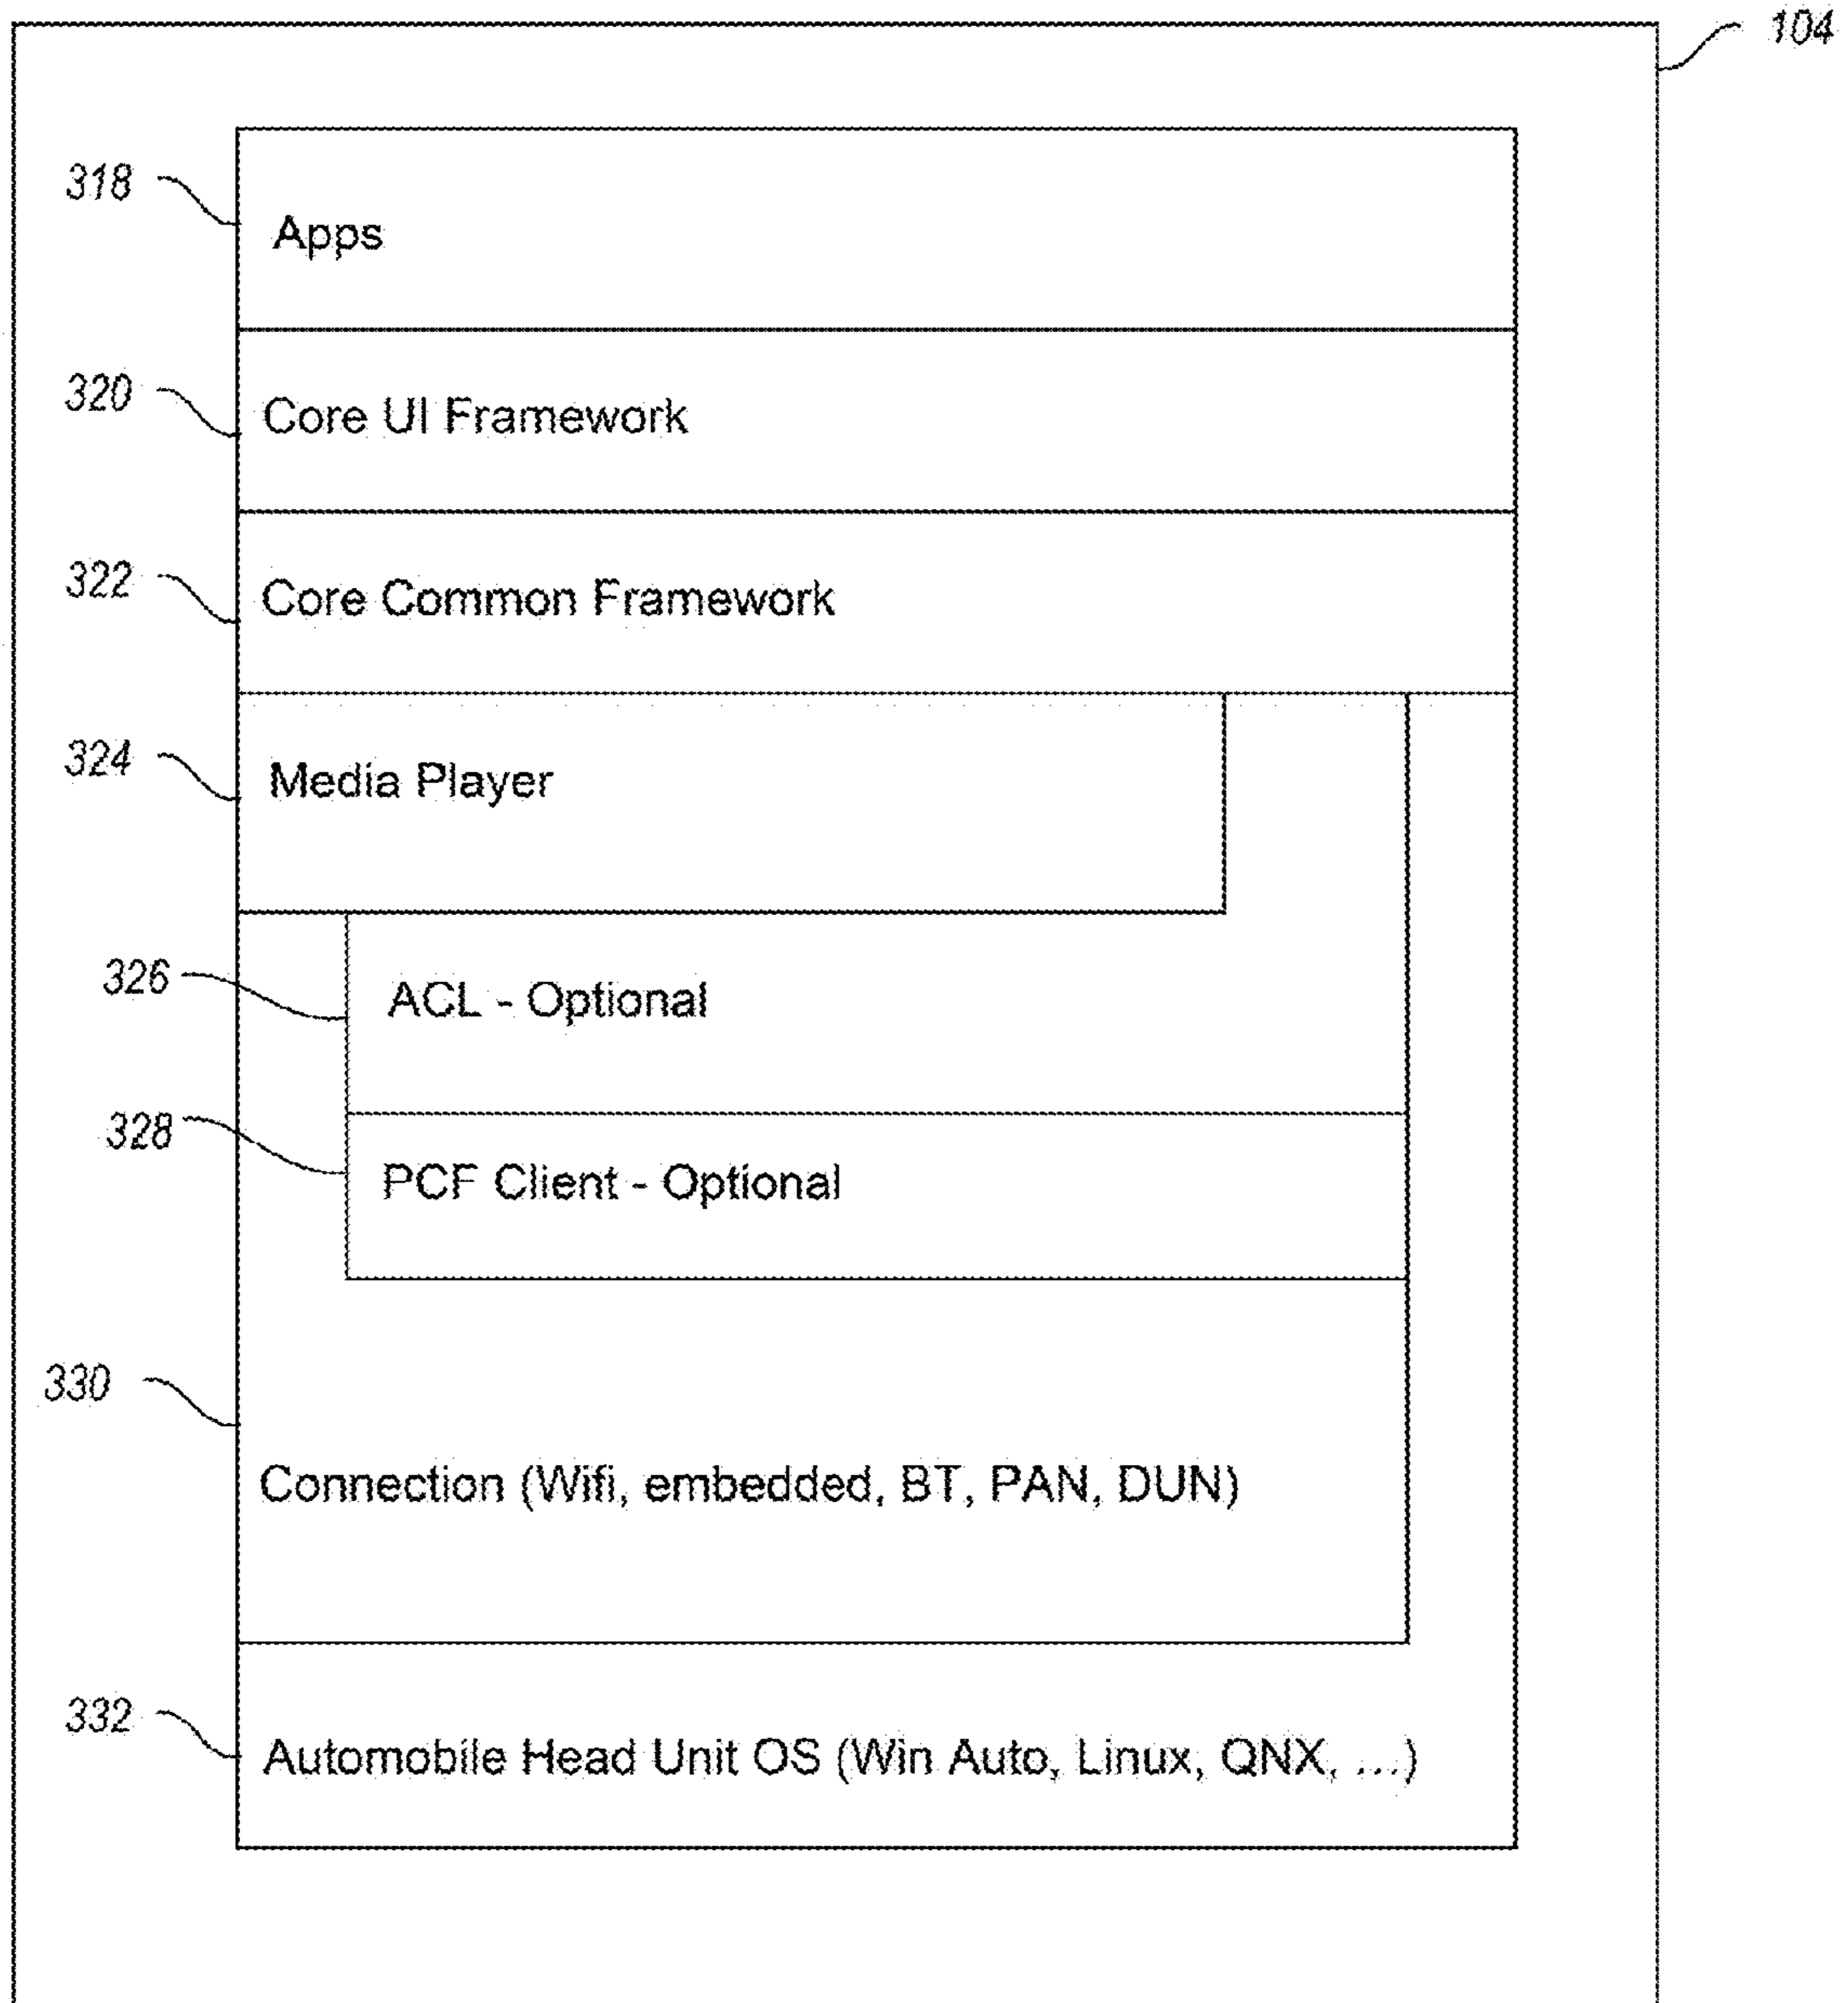 104
318
Apps
320
Core UI Framework
322
Core Common Framework
324
Media Player
326
ACL - Optional
328
PCF Client - Optional
330
Connection (Wifi, embedded, BT, PAN, DUN)
332
Automobile Head Unit OS (Win Auto, Linux, QNX, ...)